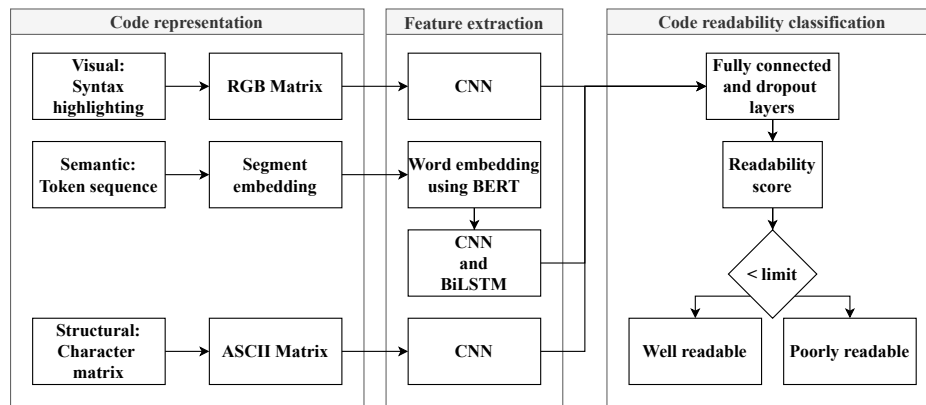 Code representation
Visual:
Syntax
highlighting
RGB Matrix
Semantic:
Token sequence
Segment
embedding
Structural:
Character
matrix
ASCII Matrix
Feature extraction
CNN
Word embedding
using BERT
CNN
and
BiLSTM
CNN
Code readability classification
Fully connected
and dropout
layers
Readability
score
< limit
Well readable
Poorly readable